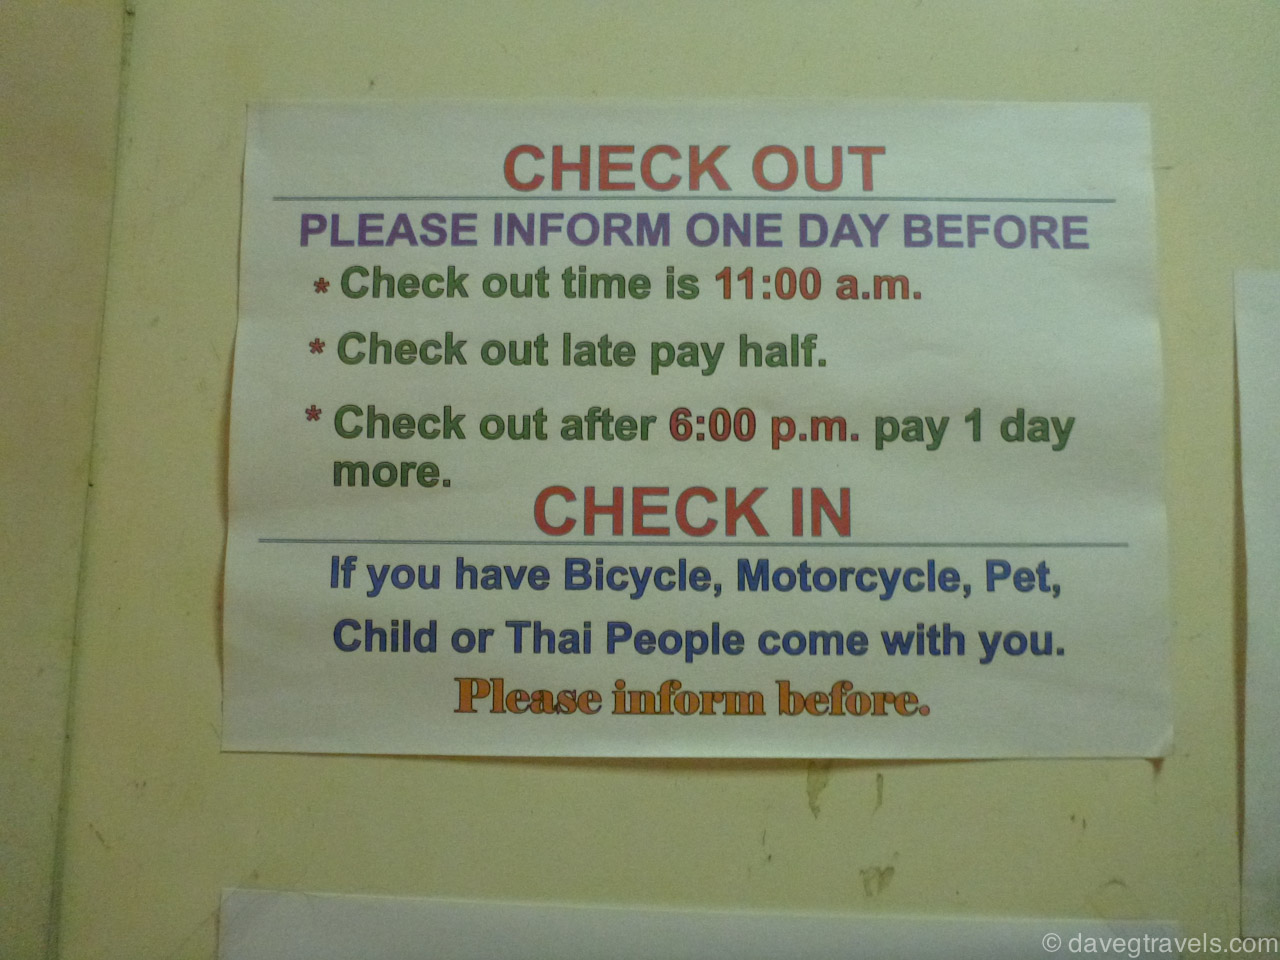 CHECK OUT
PLEASE INFORM ONE DAY BEFORE
* Check out time is 11:00 a.m.
* Check out late pay half.
* Check out after 6:00 p.m. pay 1 day
more.
CHECK IN
If you have Bicycle, Motorcycle, Pet,
Child or Thai People come with you.
Please inform before.
© davegtravels.com